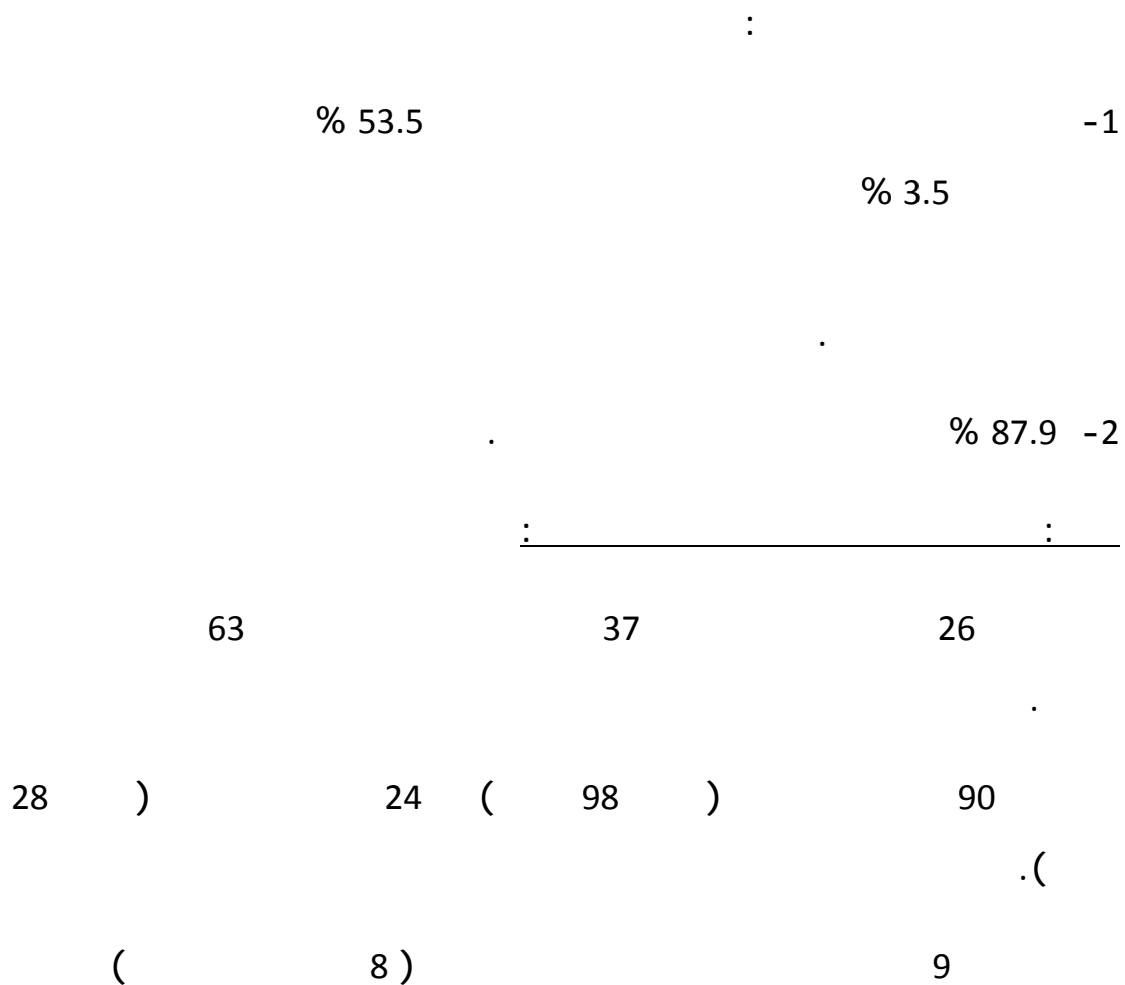 :
1- 53.5 %
3.5 %
.
2- 87.9 % .
: :
26 37 63
.
90 ( 98 ) 24 ( 28
).
9 ( 8 )